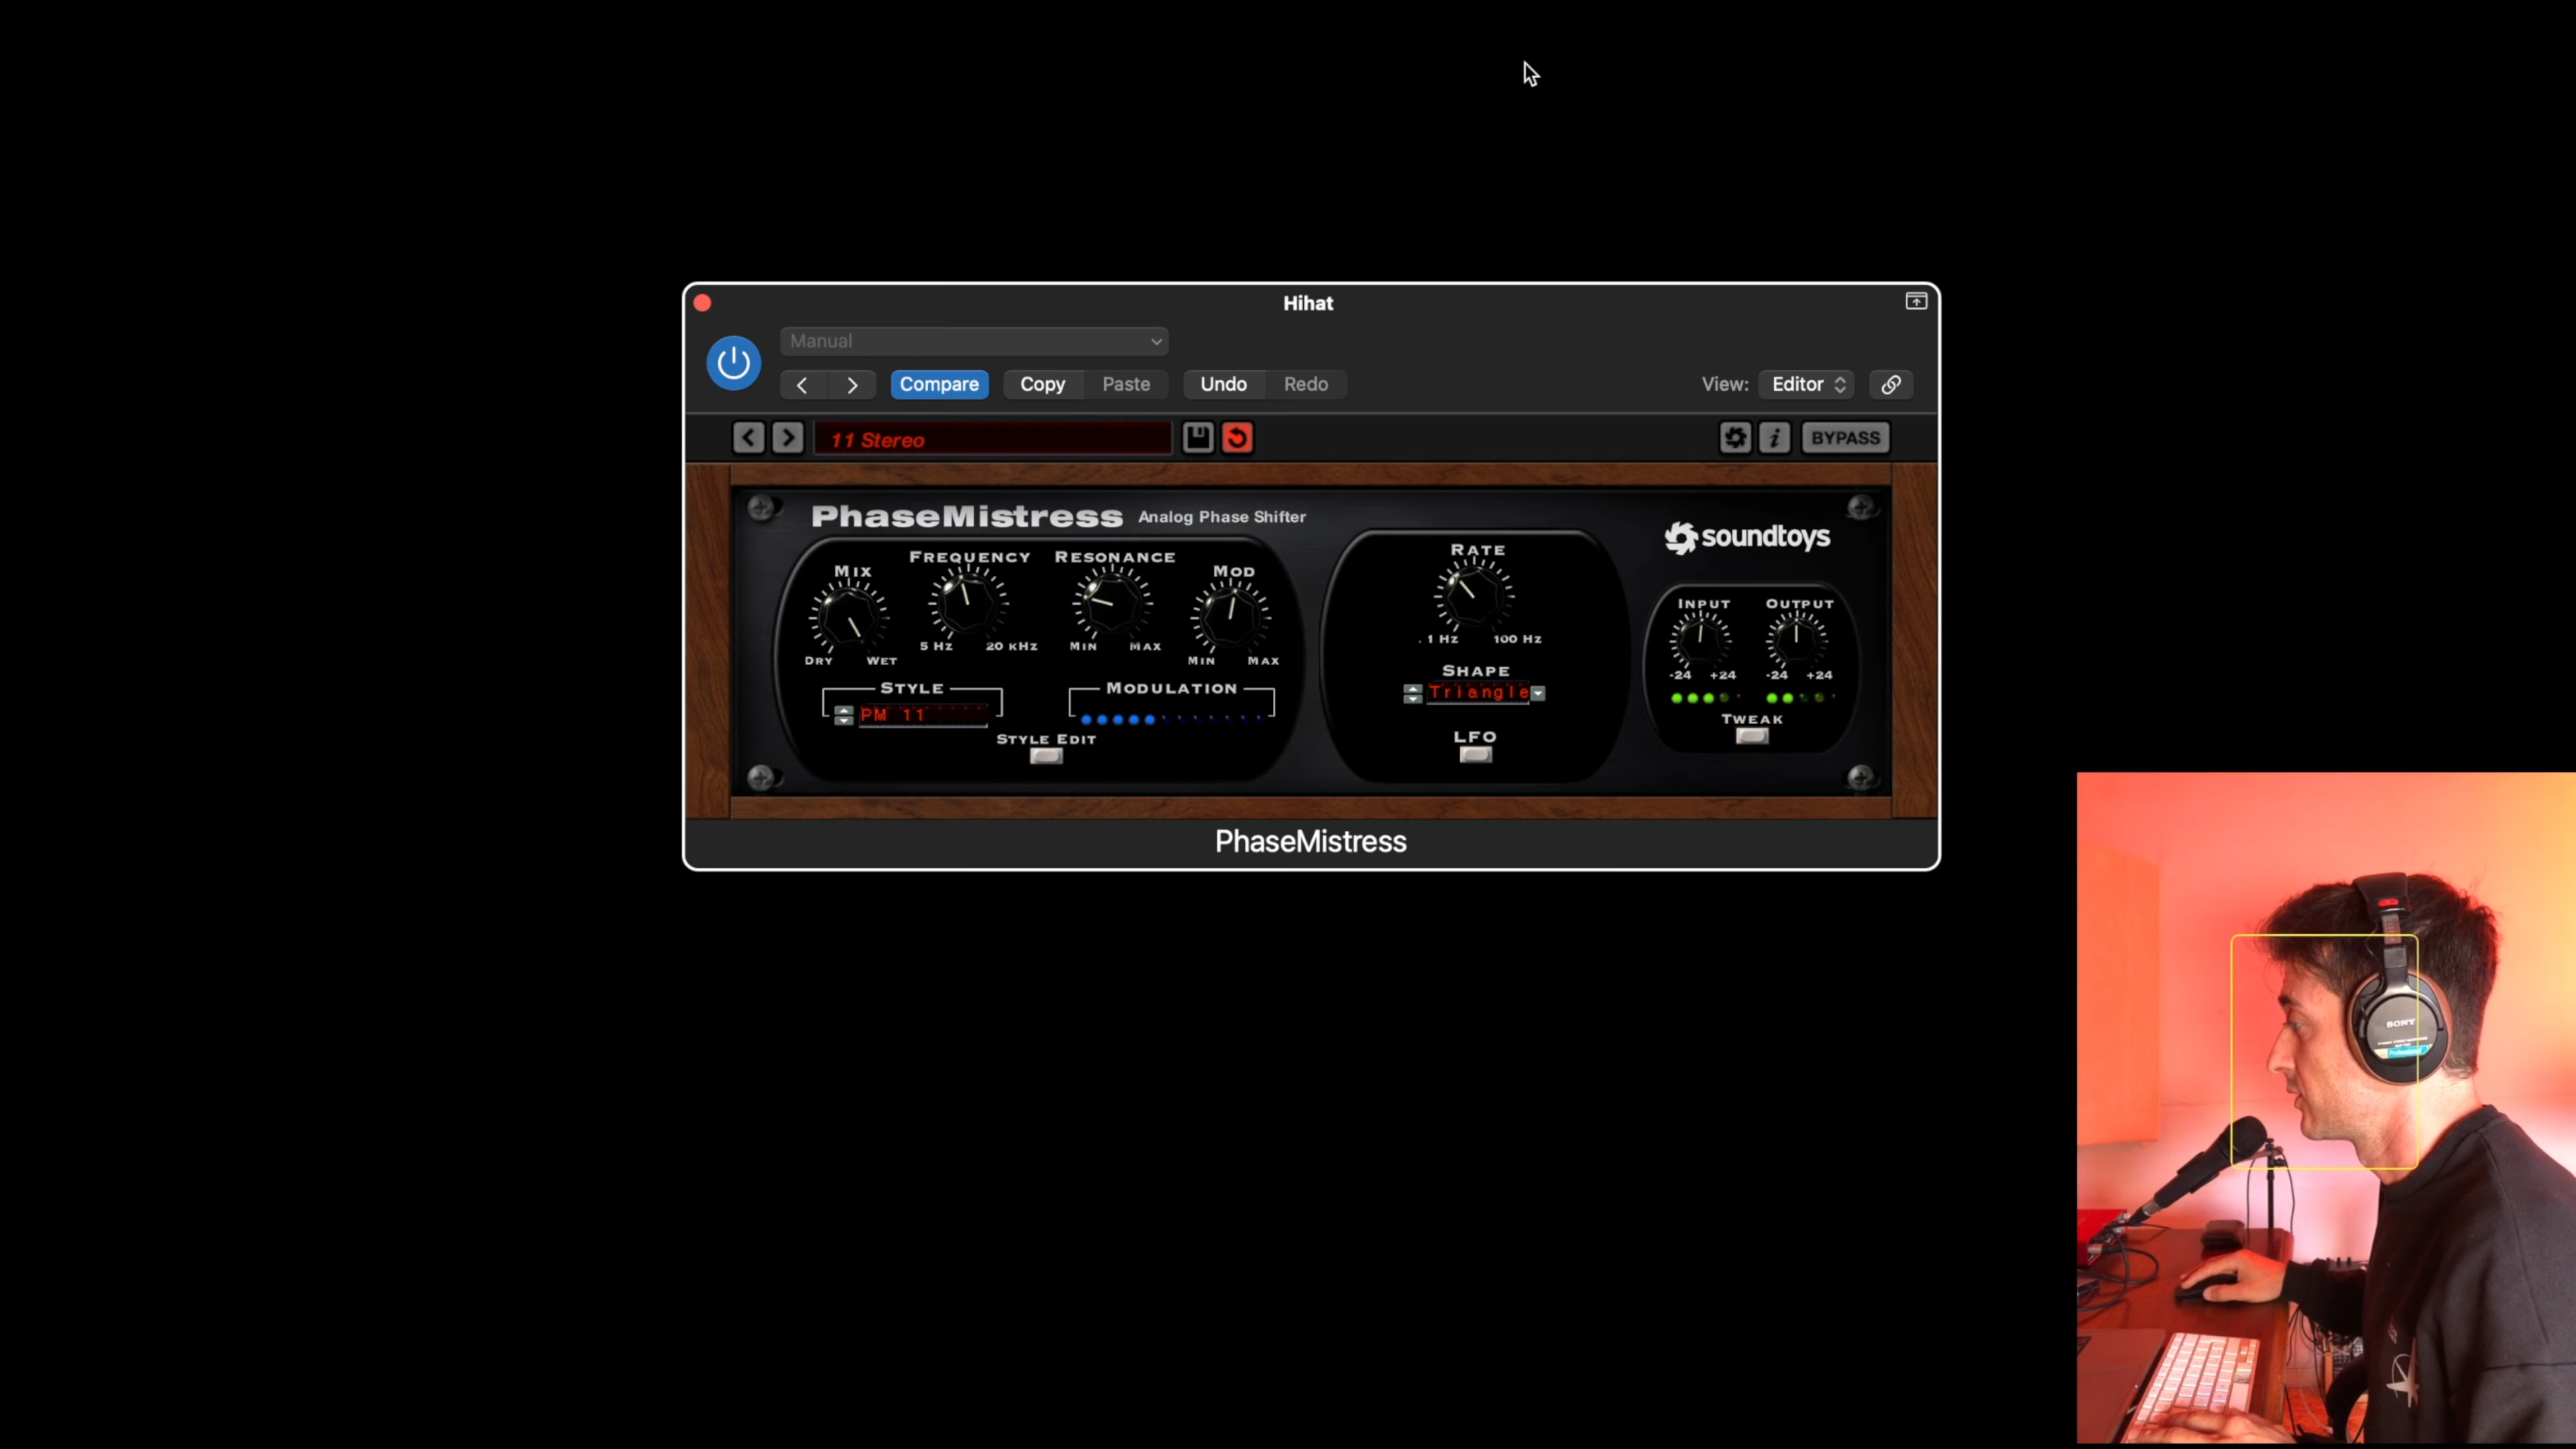 Hihat
Manual
Compare Copy Paste Undo Redo View: Editor
11 Stereo i BYPASS
PhaseMistress Analog Phase Shifter
soundtoys
Mix Frequency Resonance Mod Rate
5 Hz 20 kHz Min Max .1 Hz 100 Hz
Dry Wet Min Max
Input Output
-24 +24 -24 +24
Style Modulation Shape
PM 11 Triangle
Style Edit LFO Tweak
PhaseMistress
SONY
Professional